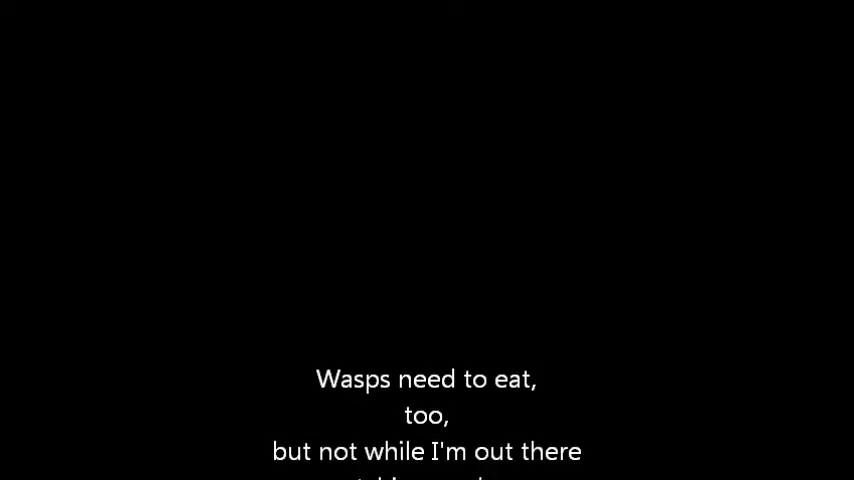 Wasps need to eat,
too,
but not while I'm out there